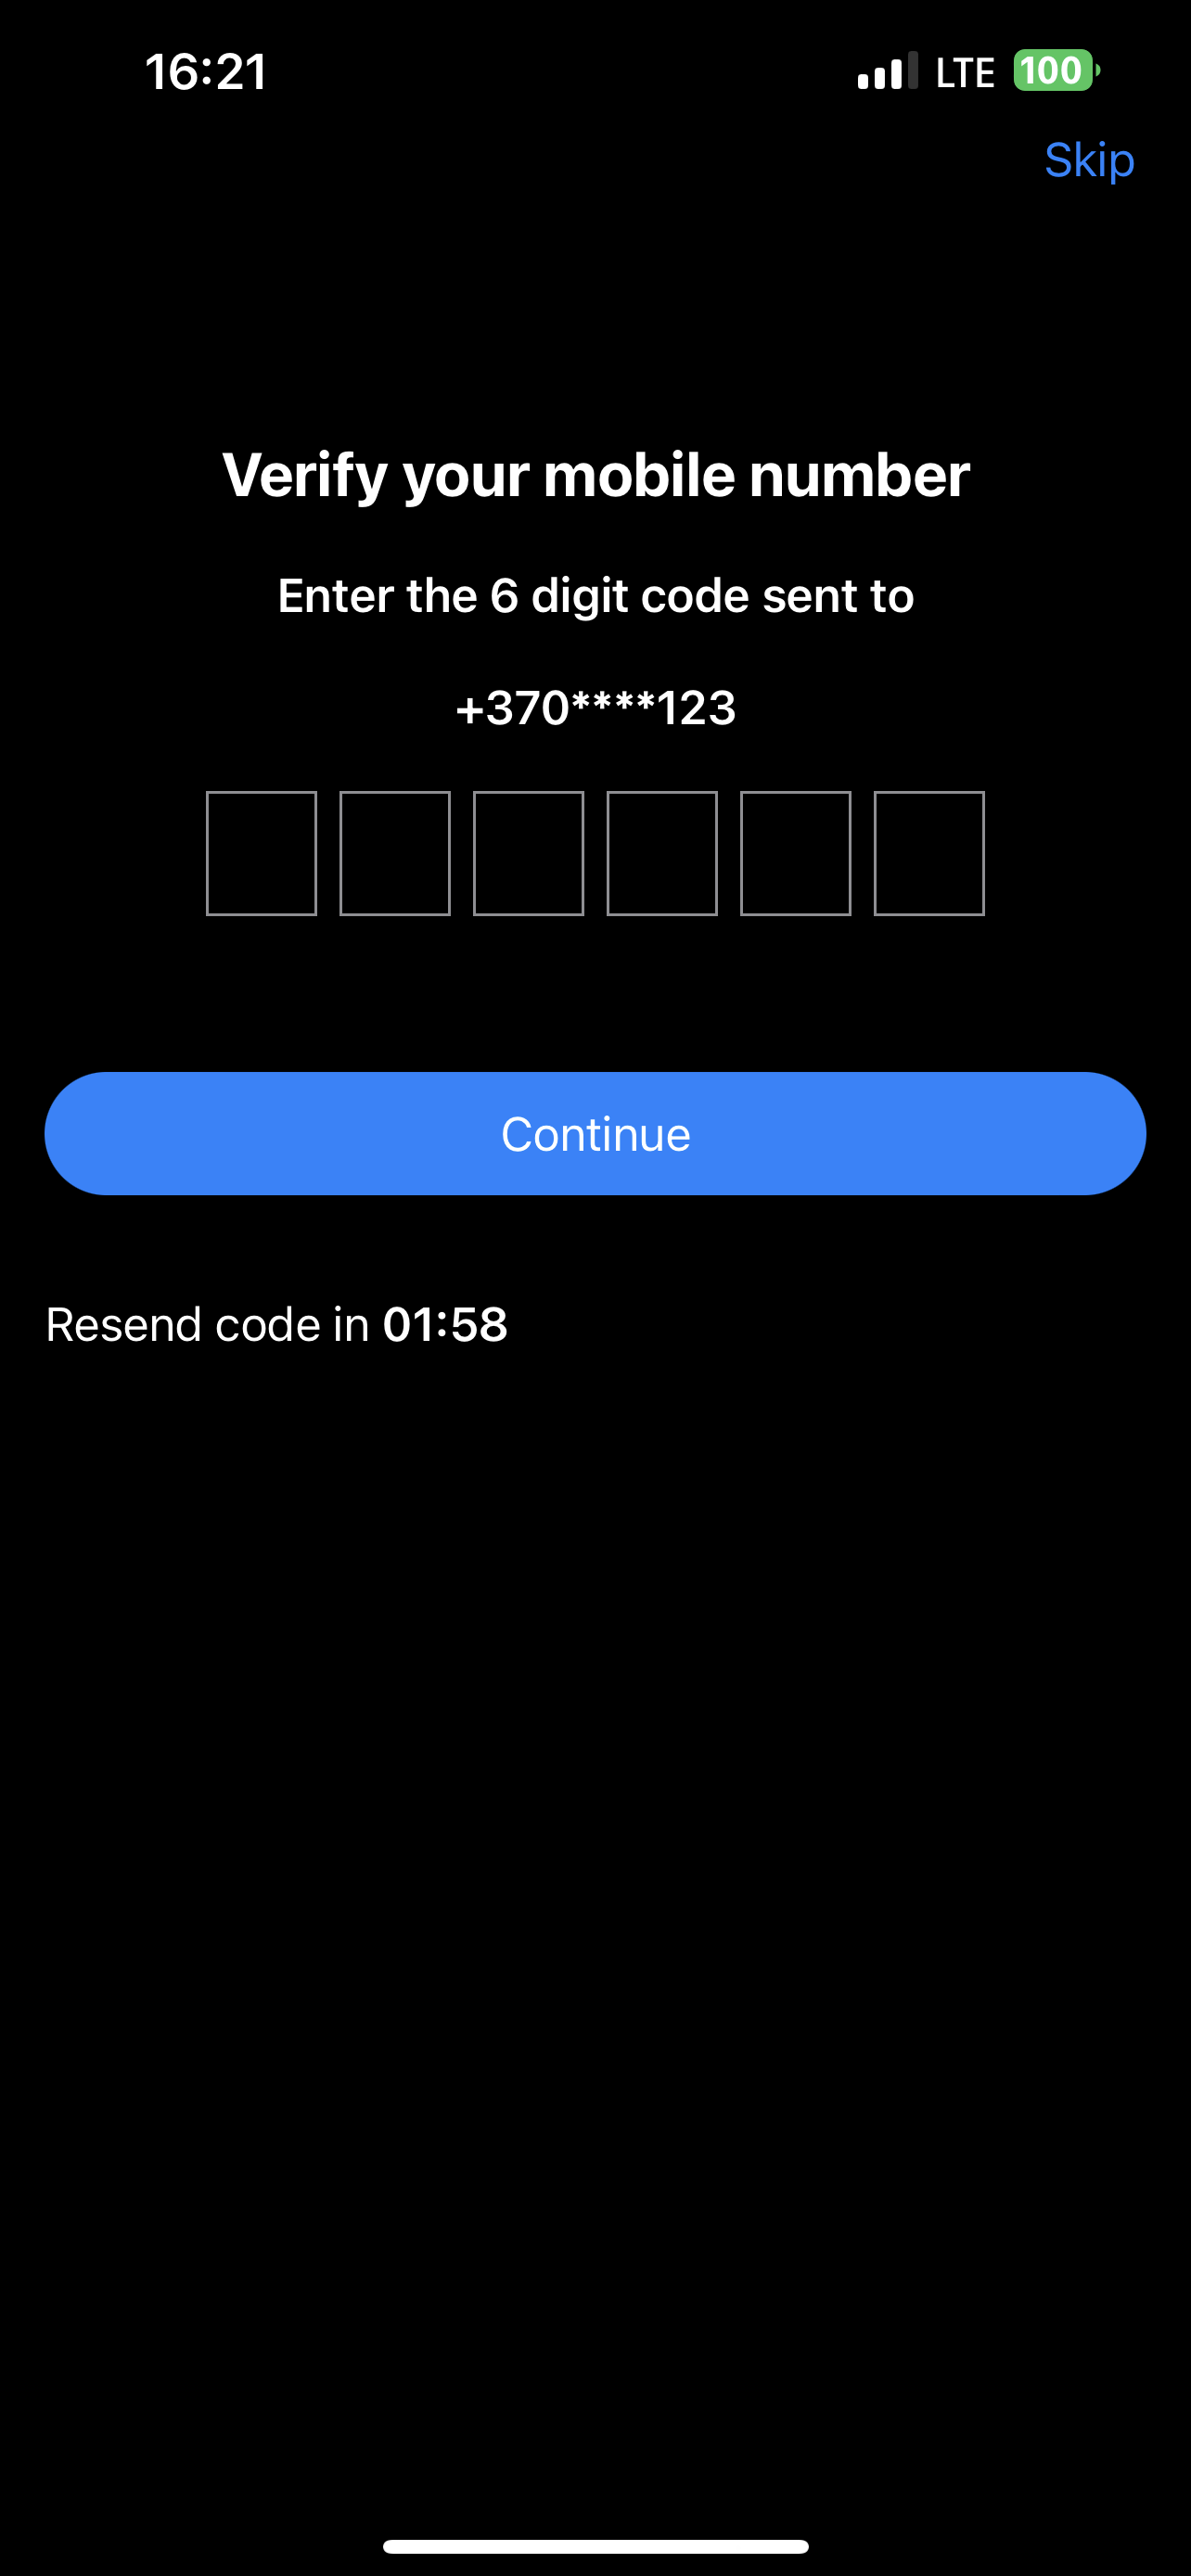 16:21 LTE 100
Skip
Verify your mobile number
Enter the 6 digit code sent to
+370****123
Continue
Resend code in 01:58